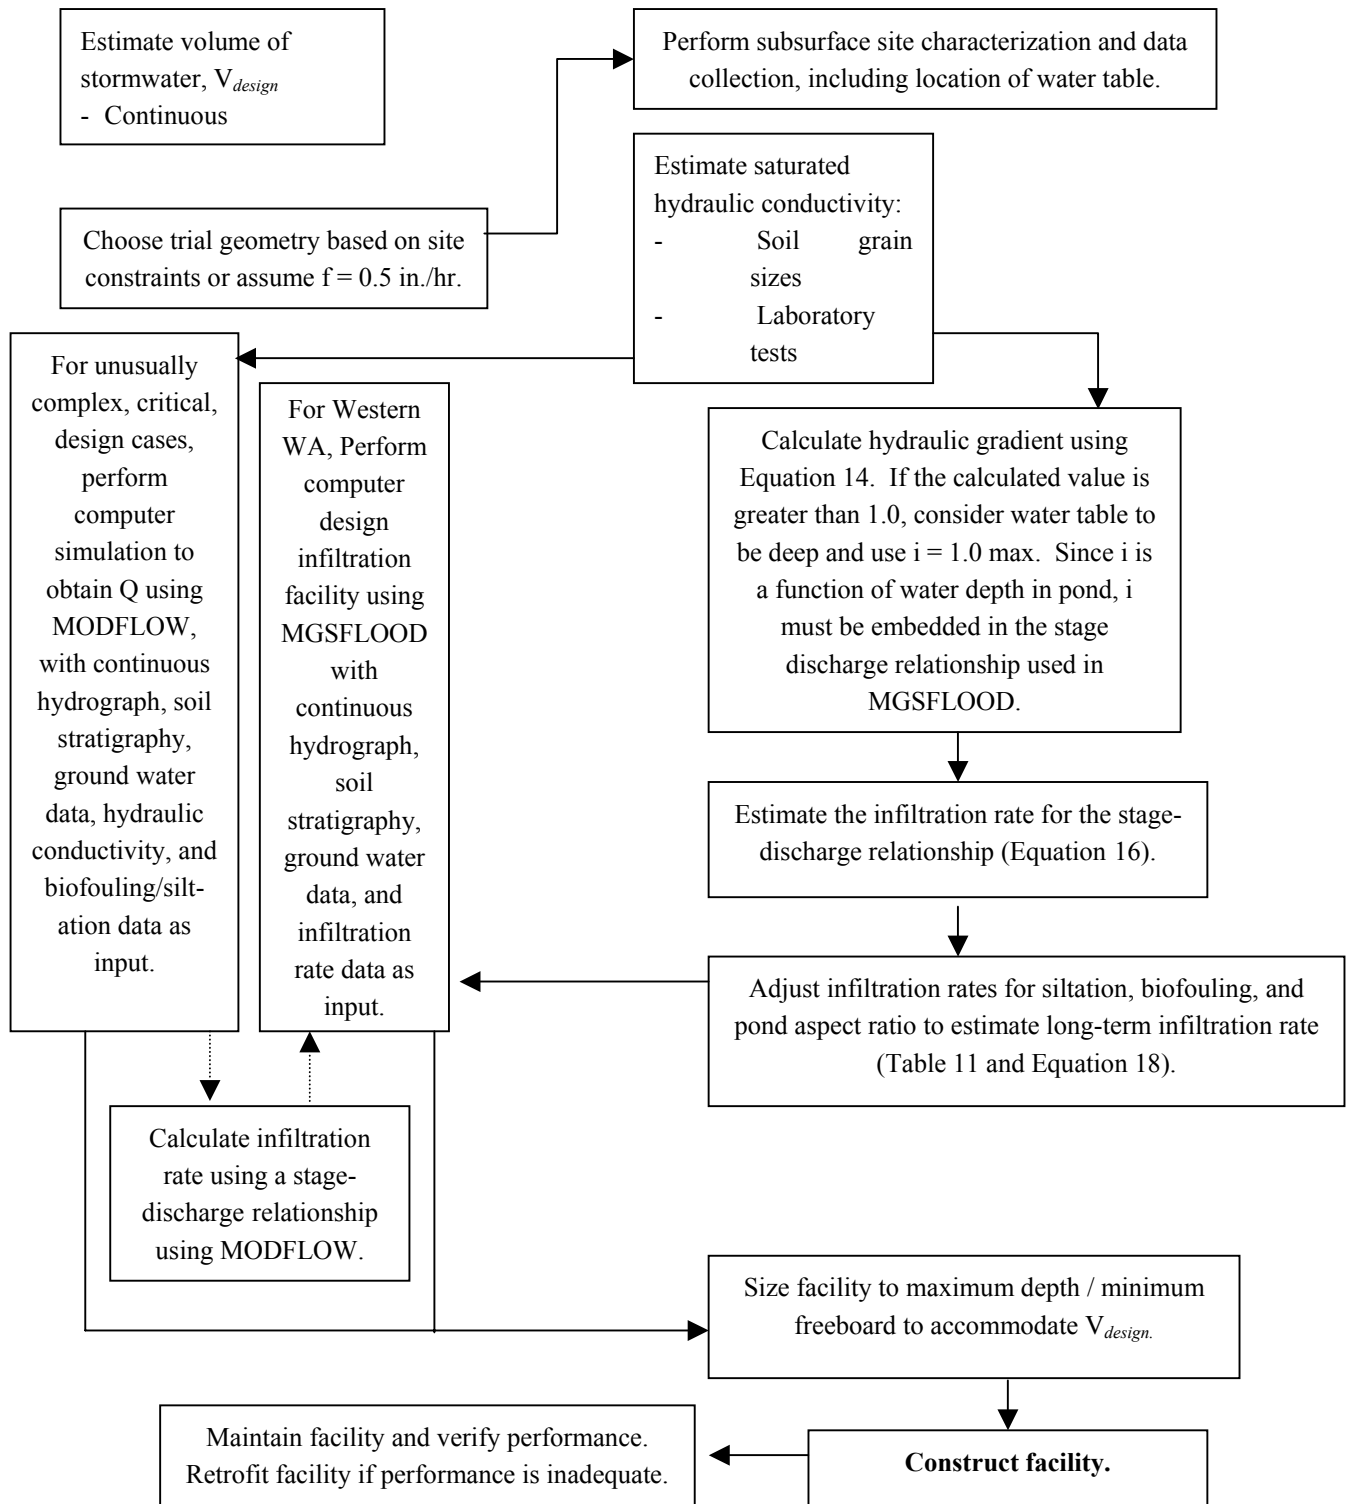 Estimate volume of
stormwater, Vdesign
- Continuous
Perform subsurface site characterization and data
collection, including location of water table.
Choose trial geometry based on site
constraints or assume f = 0.5 in./hr.
Estimate saturated
hydraulic conductivity:
- Soil grain
sizes
- Laboratory
tests
For unusually
complex, critical,
design cases,
perform
computer
simulation to
obtain Q using
MODFLOW,
with continuous
hydrograph, soil
stratigraphy,
ground water
data, hydraulic
conductivity, and
biofouling/silt-
ation data as
input.
For Western
WA, Perform
computer
design
infiltration
facility using
MGSFLOOD
with
continuous
hydrograph,
soil
stratigraphy,
ground water
data, and
infiltration
rate data as
input.
Calculate hydraulic gradient using
Equation 14. If the calculated value is
greater than 1.0, consider water table to
be deep and use i = 1.0 max. Since i is
a function of water depth in pond, i
must be embedded in the stage
discharge relationship used in
MGSFLOOD.
Estimate the infiltration rate for the stage-
discharge relationship (Equation 16).
Adjust infiltration rates for siltation, biofouling, and
pond aspect ratio to estimate long-term infiltration rate
(Table 11 and Equation 18).
Calculate infiltration
rate using a stage-
discharge relationship
using MODFLOW.
Size facility to maximum depth / minimum
freeboard to accommodate Vdesign.
Construct facility.
Maintain facility and verify performance.
Retrofit facility if performance is inadequate.